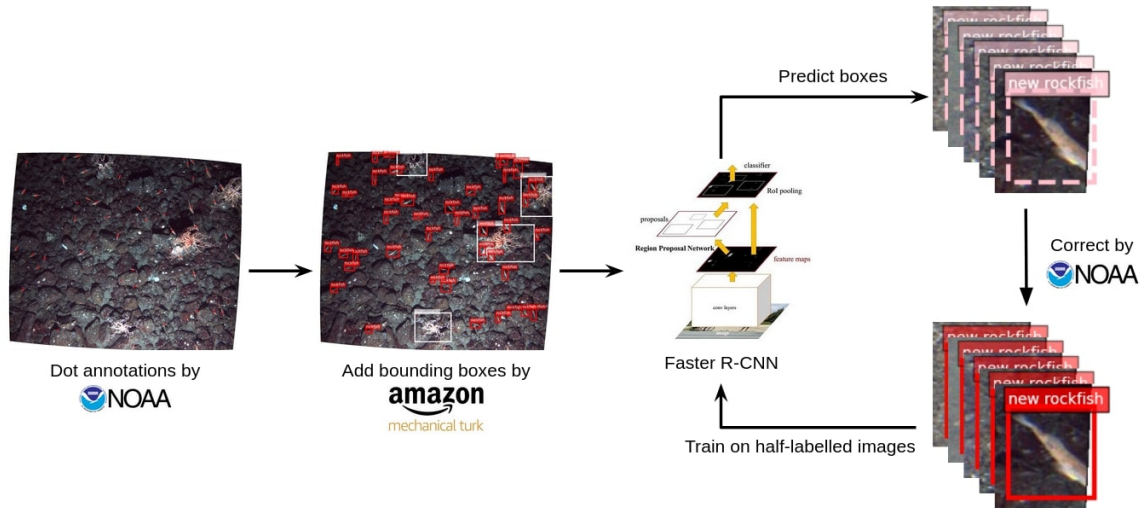 Dot annotations by
NOAA
Add bounding boxes by
amazon
mechanical turk
classifier
RoI pooling
proposals
Region Proposal Network
feature maps
conv layers
Faster R-CNN
Predict boxes
new rockfish
new rockfish
new rockfish
new rockfish
new rockfish
Correct by
NOAA
new rockfish
new rockfish
new rockfish
new rockfish
new rockfish
Train on half-labelled images